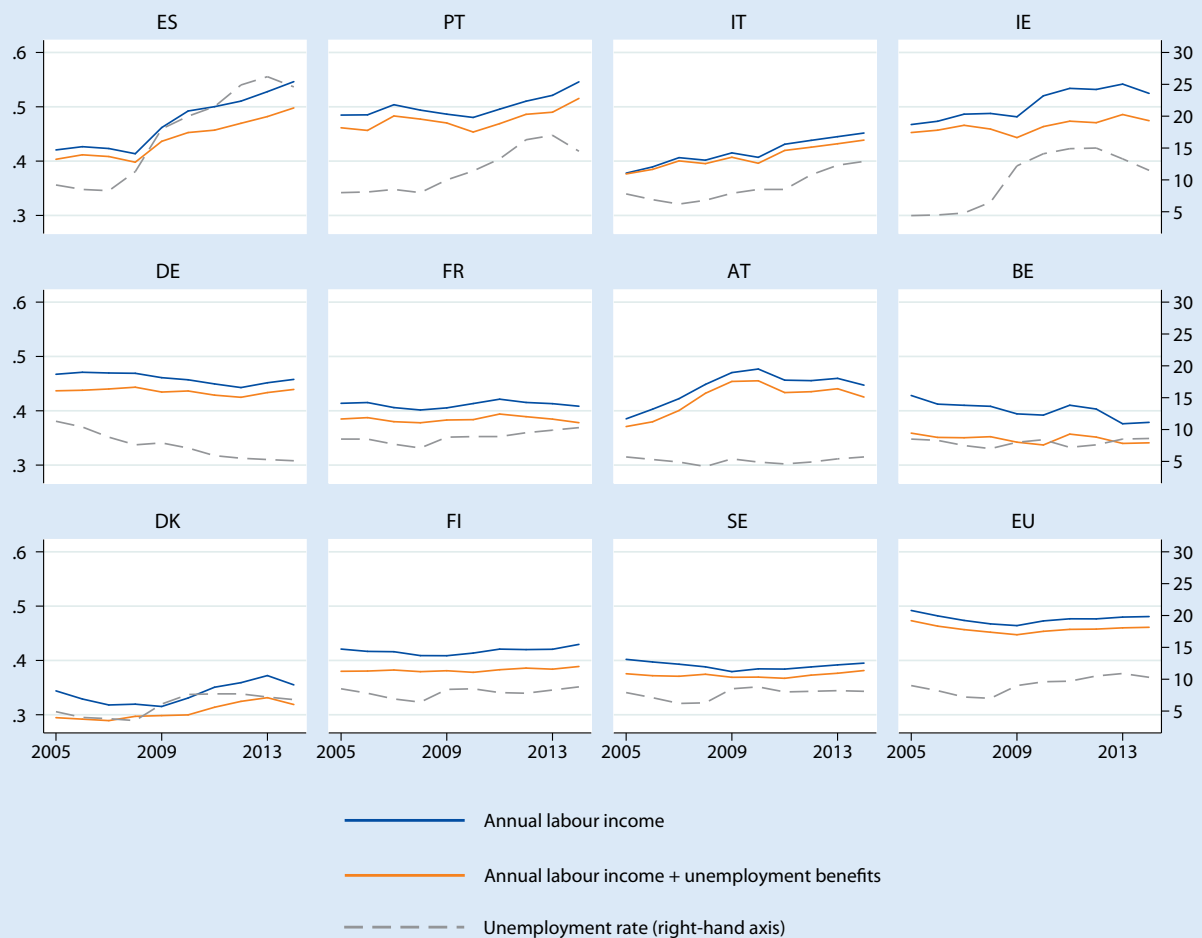 ES PT IT IE
.6 30
25
.5 20
15
.4 10
.3 5
DE FR AT BE
.6 30
25
.5 20
15
.4 10
.3 5
DK FI SE EU
.6 30
25
.5 20
15
.4 10
.3 5
2005 2009 2013 2005 2009 2013 2005 2009 2013 2005 2009 2013
Annual labour income
Annual labour income + unemployment benefits
Unemployment rate (right-hand axis)